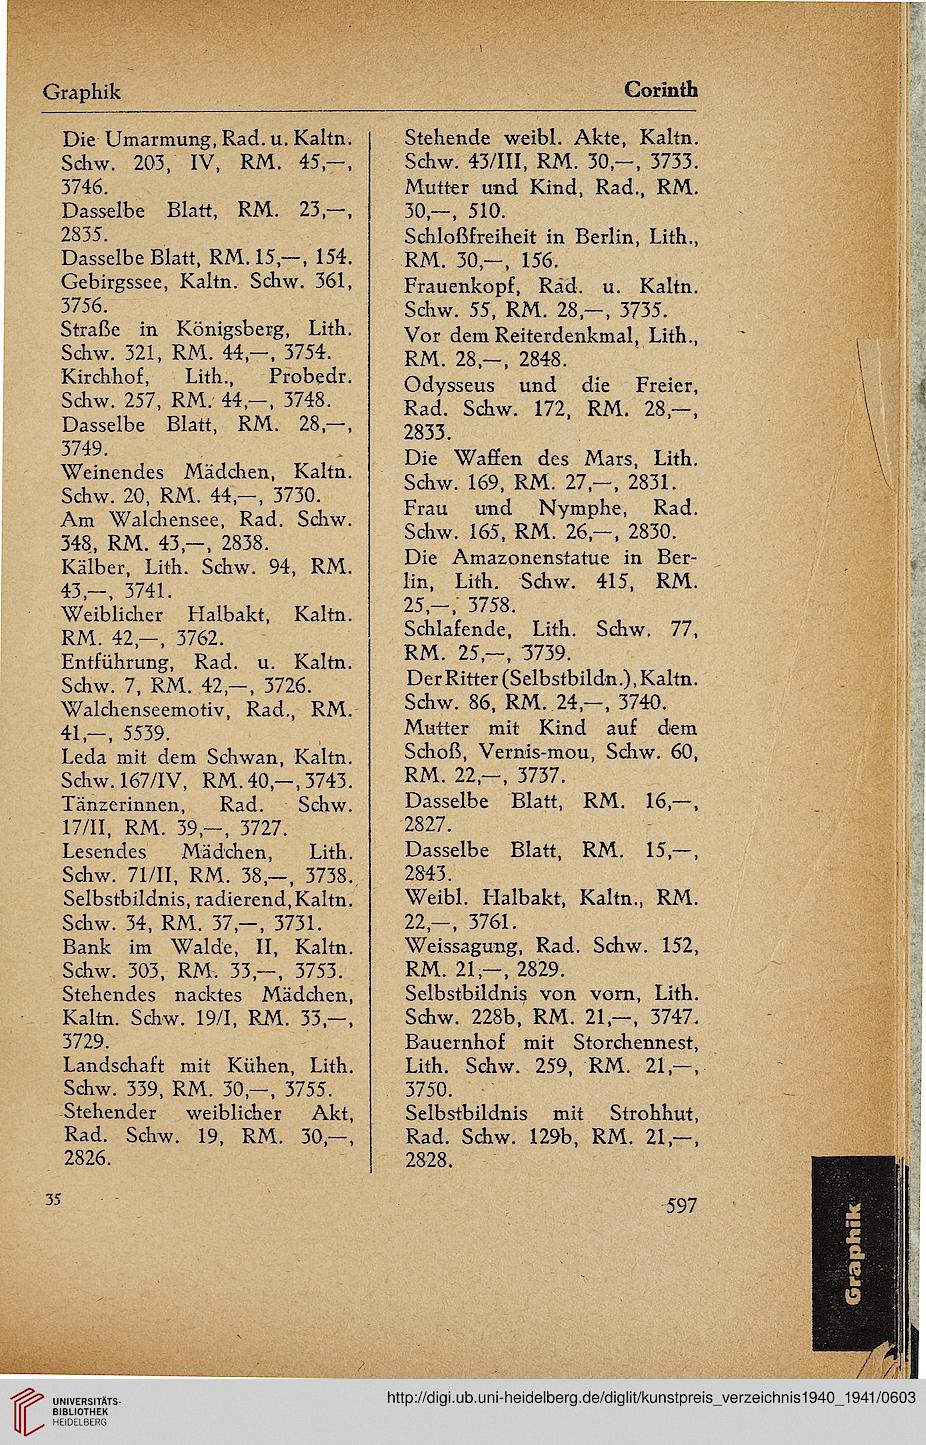 Graphik
Corinth
Die Umarmung, Rad. u. Kaltn.
Schw. 203, IV, RM. 45,—,
3746.
Dasselbe Blatt, RM. 23,—,
2835.
Dasselbe Blatt, RM. 15,—, 154.
Gebirgssee, Kaltn. Schw. 361,
3756.
Straße in Königsberg, Lith.
Schw. 321, RM. 44,—, 3754.
Kirchhof, Lith., Probedr.
Schw. 257, RM. 44,—, 3748.
Dasselbe Blatt, RM. 28,—,
3749.
Weinendes Mädchen, Kaltn.
Schw. 20, RM. 44,—, 3730.
Am Walchensee, Rad. Schw.
348, RM. 43,—, 2838.
Kälber, Lith. Schw. 94, RM.
43,—, 3741.
Weiblicher Halbakt, Kaltn.
RM. 42,—, 3762.
Entführung, Rad. u. Kaltn.
Schw. 7, RM. 42,—, 3726.
Walchenseemotiv, Rad., RM.
41,—, 5539.
Leda mit dem Schwan, Kaltn.
Schw. 167/IV, RM. 40,—, 3743.
Tänzerinnen, Rad. Schw.
17/II, RM. 39,—, 3727.
Lesendes Mädchen, Lith.
Schw. 71/II, RM. 38,—, 3738.
Selbstbildnis, radierend, Kaltn.
Schw. 34, RM. 37,—, 3731.
Bank im Walde, II, Kaltn.
Schw. 303, RM. 33,—, 3753.
Stehendes nacktes Mädchen,
Kaltn. Schw. 19/I, RM. 33,—,
3729.
Landschaft mit Kühen, Lith.
Schw. 339, RM. 30,—, 3755.
Stehender weiblicher Akt,
Rad. Schw. 19, RM. 30,—,
2826.
Stehende weibl. Akte, Kaltn.
Schw. 43/III, RM. 30,—, 3733.
Mutter und Kind, Rad., RM.
30,—, 510.
Schloßfreiheit in Berlin, Lith.,
RM. 30,—, 156.
Frauenkopf, Rad. u. Kaltn.
Schw. 55, RM. 28,—, 3735.
Vor dem Reiterdenkmal, Lith.,
RM. 28,—, 2848.
Odysseus und die Freier,
Rad. Schw. 172, RM. 28,—,
2833.
Die Waffen des Mars, Lith.
Schw. 169, RM. 27,—, 2831.
Frau und Nymphe, Rad.
Schw. 165, RM. 26,—, 2830.
Die Amazonenstatue in Ber-
lin, Lith. Schw. 415, RM.
25,—, 3758.
Schlafende, Lith. Schw. 77,
RM. 25,—, 3739.
Der Ritter (Selbstbildn.), Kaltn.
Schw. 86, RM. 24,—, 3740.
Mutter mit Kind auf dem
Schoß, Vernis-mou, Schw. 60,
RM. 22,—, 3737.
Dasselbe Blatt, RM. 16,—,
2827.
Dasselbe Blatt, RM. 15,—,
2843.
Weibl. Halbakt, Kaltn., RM.
22,—, 3761.
Weissagung, Rad. Schw. 152,
RM. 21,—, 2829.
Selbstbildnis von vorn, Lith.
Schw. 228b, RM. 21,—, 3747.
Bauernhof mit Storchennest,
Lith. Schw. 259, RM. 21,—,
3750.
Selbstbildnis mit Strohhut,
Rad. Schw. 129b, RM. 21,—,
2828.
35
597
Graphik
UNIVERSITÄTS-
BIBLIOTHEK
HEIDELBERG
http://digi.ub.uni-heidelberg.de/diglit/kunstpreis_verzeichnis1940_1941/0603